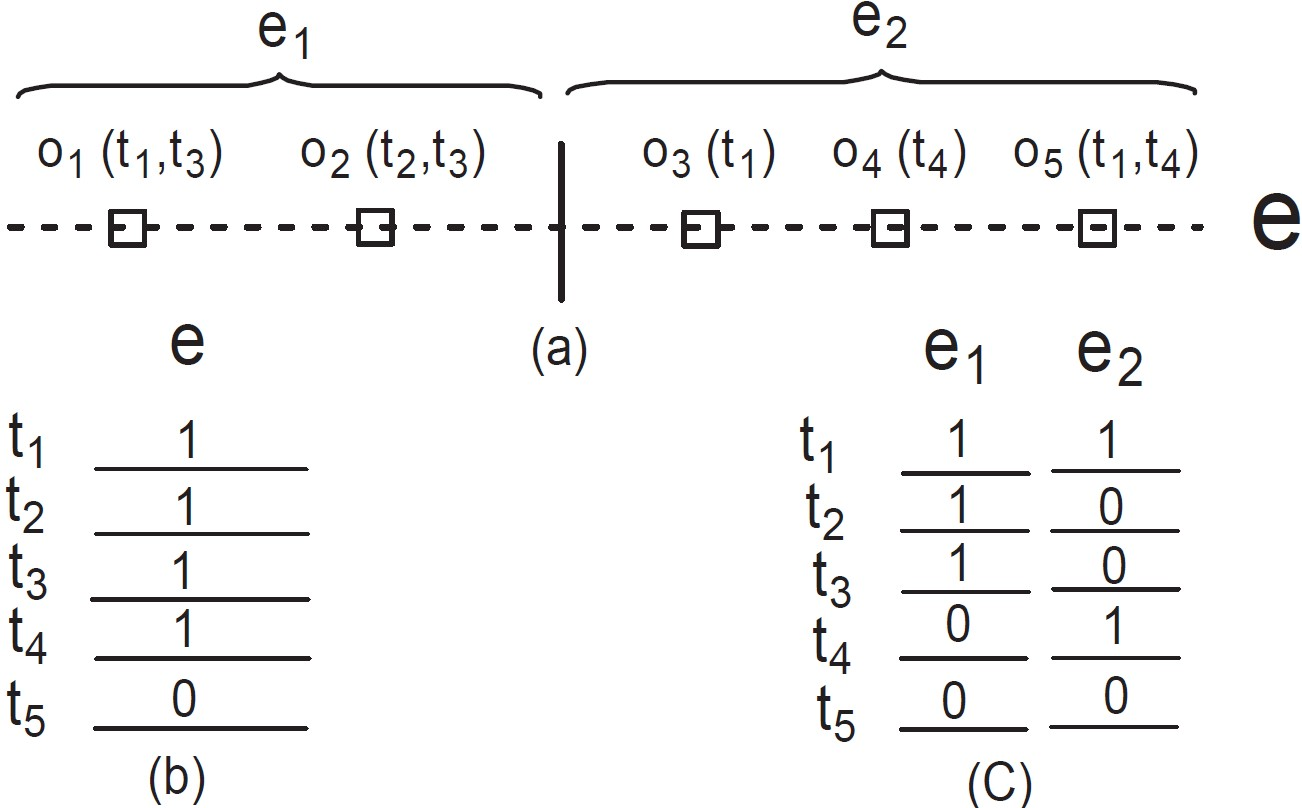 e1 e2
o1 (t1,t3) o2 (t2,t3) o3 (t1) o4 (t4) o5 (t1,t4)
e
(a)
e
t1 1
t2 1
t3 1
t4 1
t5 0
(b)
e1 e2
t1 1 1
t2 1 0
t3 1 0
t4 0 1
t5 0 0
(C)